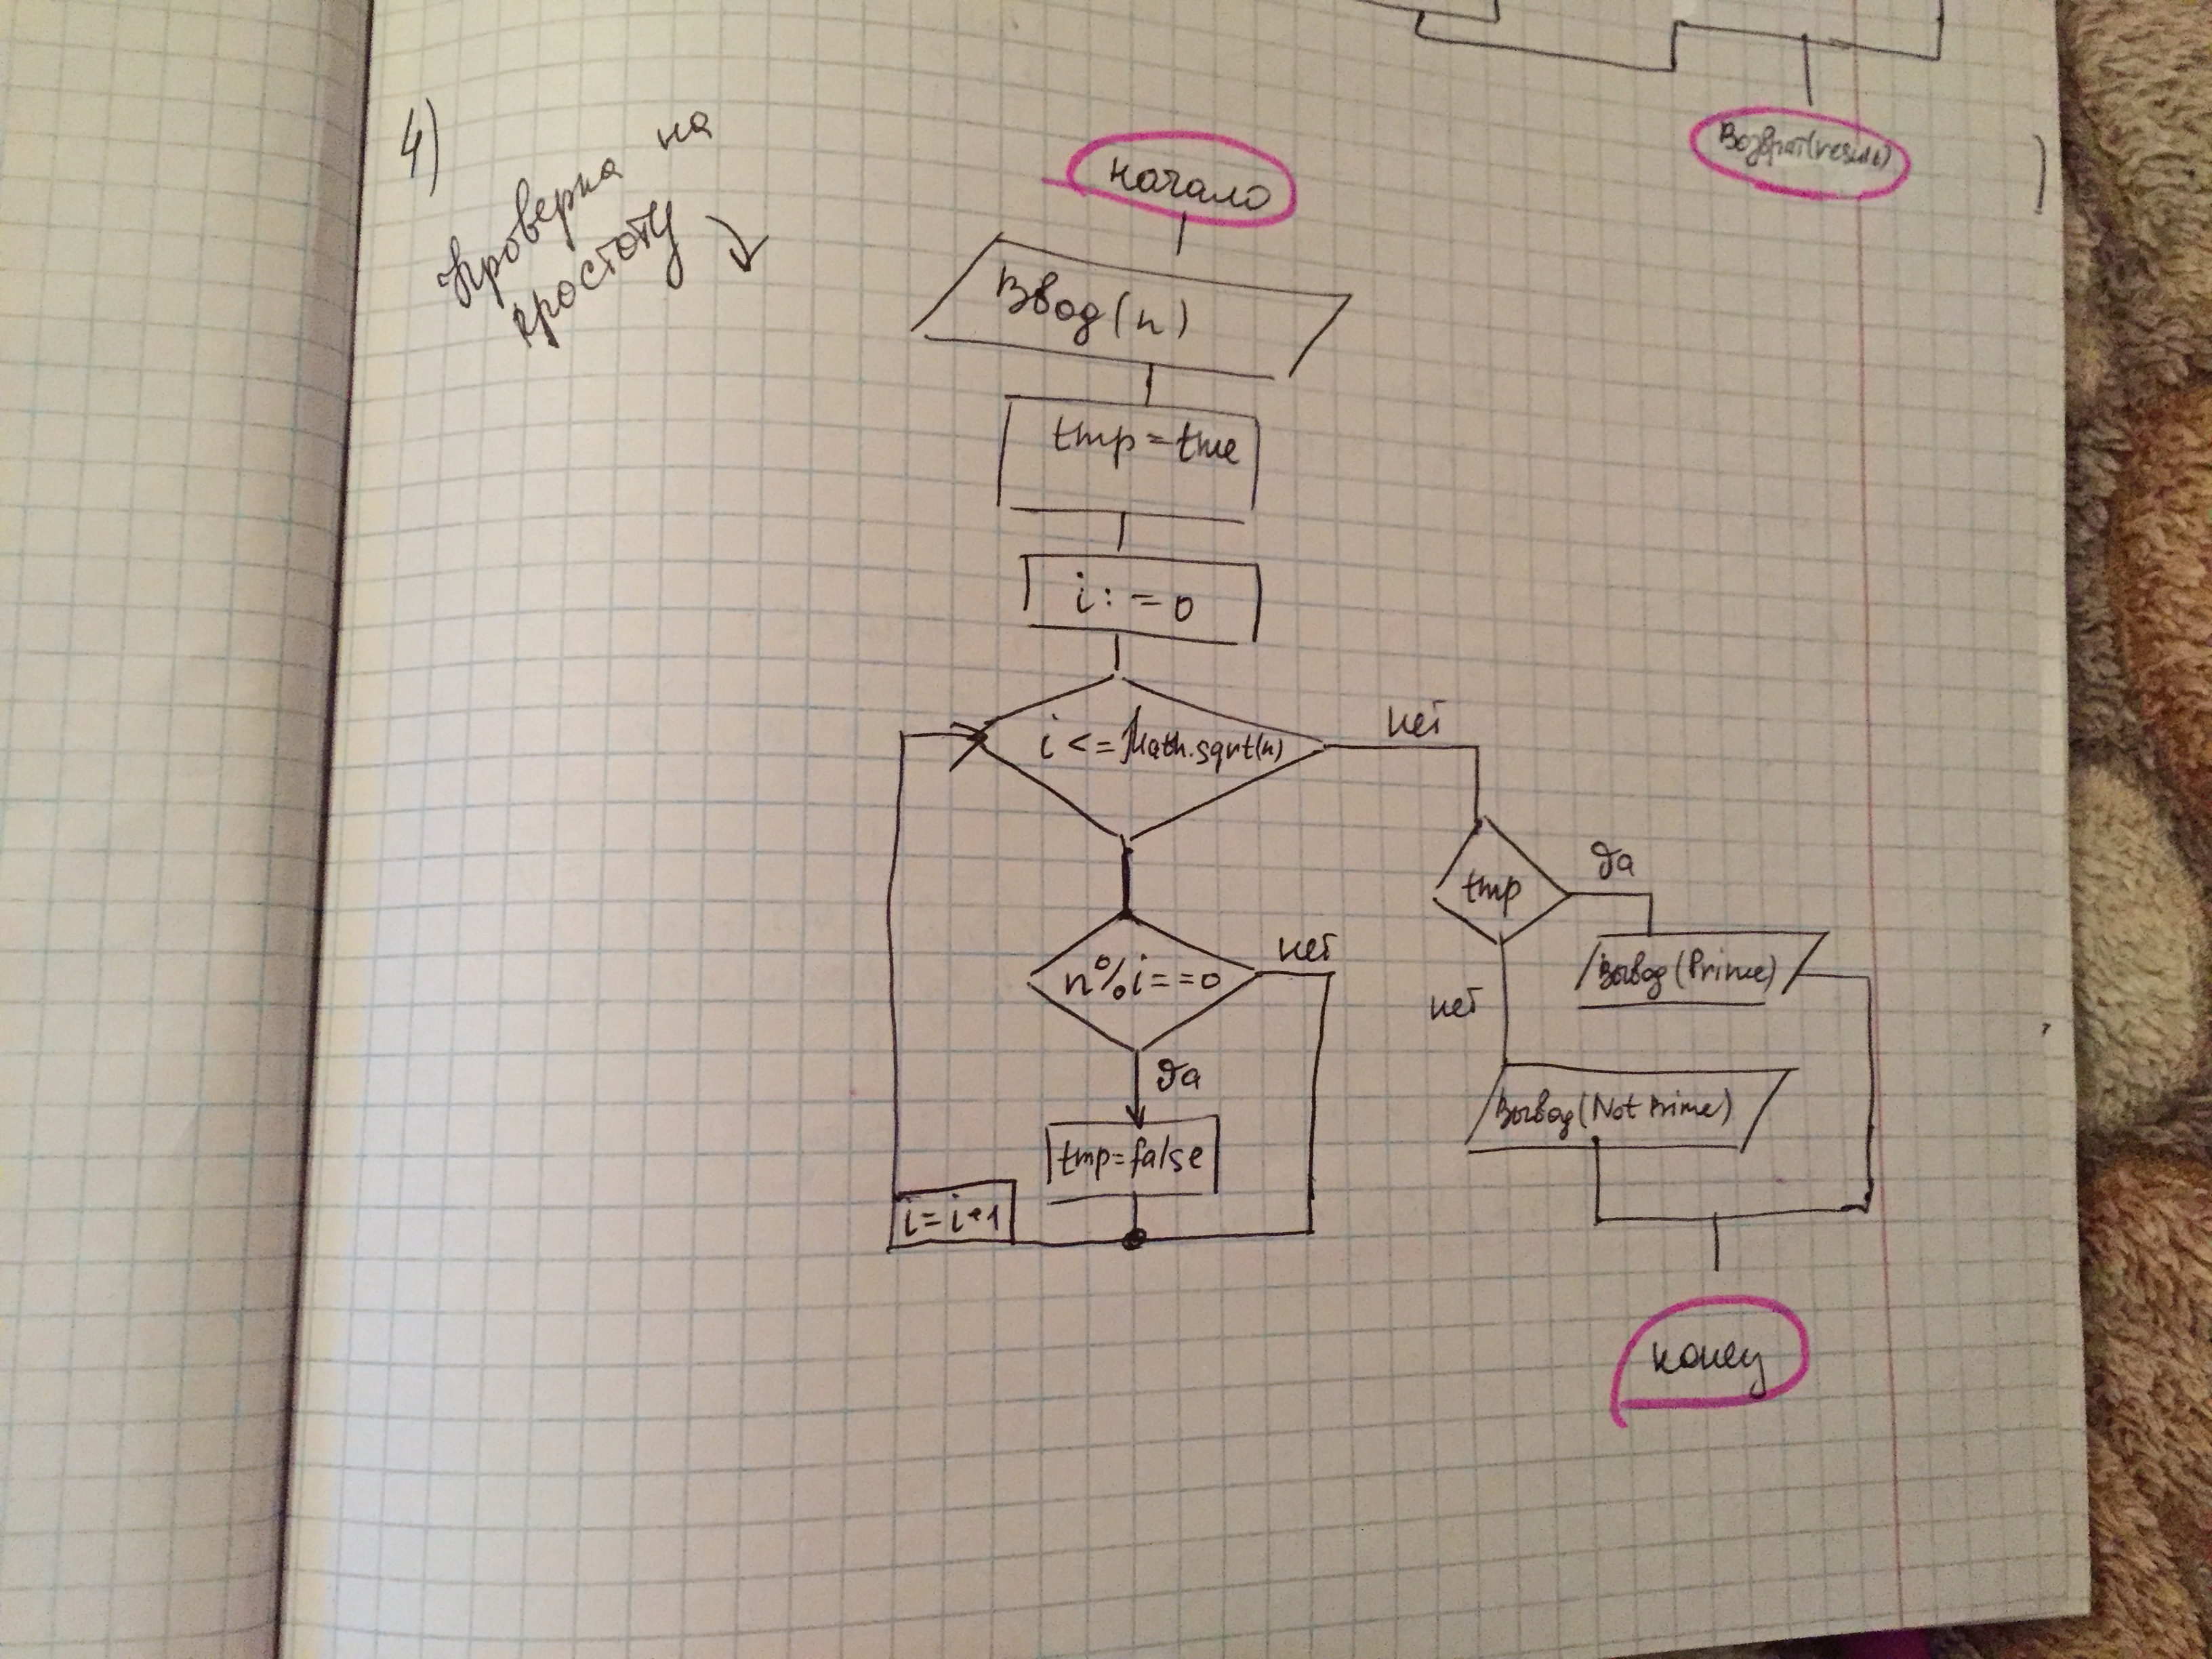 4)
Проверка на
простоту
начало
Ввод(n)
tmp=true
i:=0
i<=Math.sqrt(n)
нет
n%i==0
нет
да
tmp=false
i=i+1
tmp
да
нет
Вывод(Prime)
Вывод(Not prime)
конец
Возврат(result)